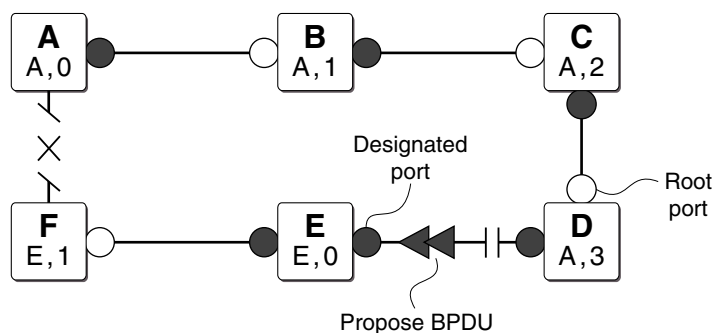 A
A,0
B
A,1
C
A,2
Designated
port
Root
port
F
E,1
E
E,0
D
A,3
Propose BPDU